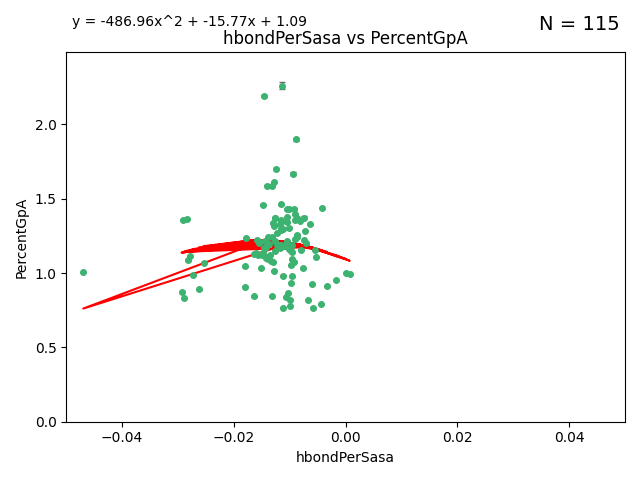 y = -486.96x^2 + -15.77x + 1.09
N = 115
hbondPerSasa vs PercentGpA
PercentGpA
2.0
1.5
1.0
0.5
0.0
−0.04
−0.02
0.00
0.02
0.04
hbondPerSasa